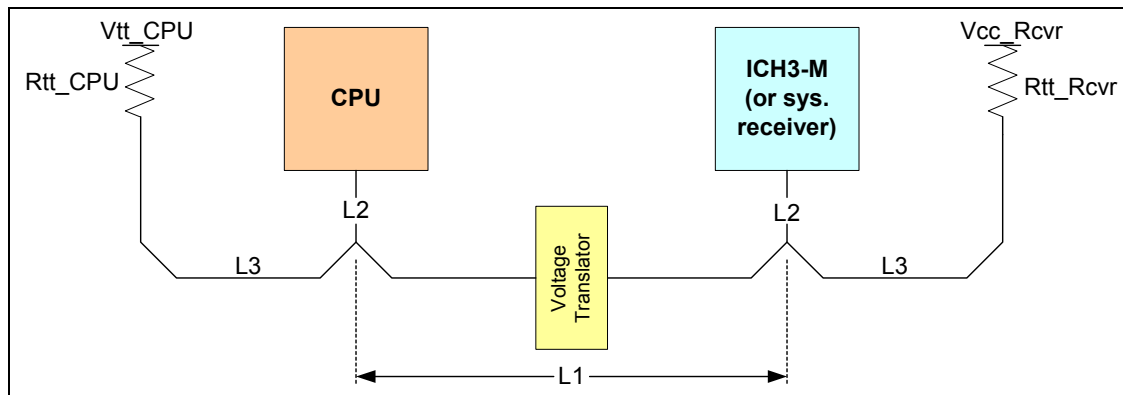 Vtt_CPU
Rtt_CPU
CPU
ICH3-M
(or sys.
receiver)
Vcc_Rcvr
Rtt_Rcvr
L2
L2
L3
Voltage
Translator
L3
L1